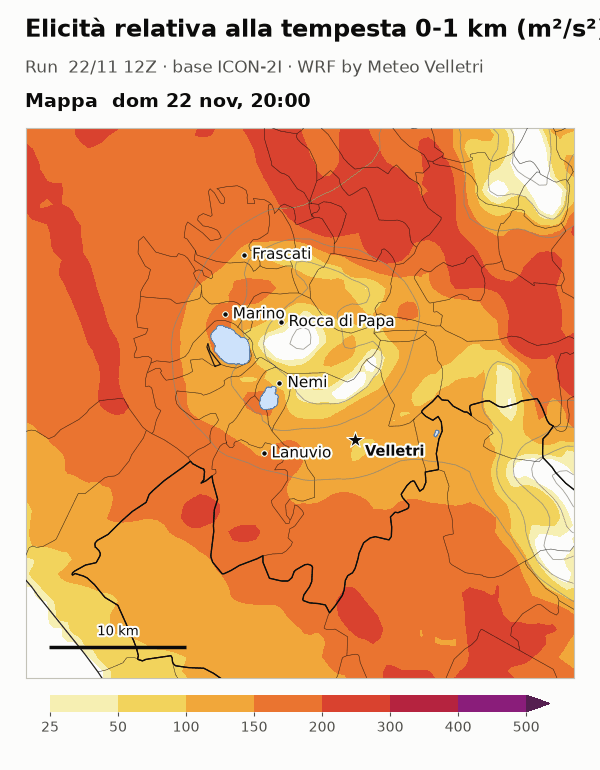 Elicità relativa alla tempesta 0-1 km (m²/s²)
Run 22/11 12Z · base ICON-2I · WRF by Meteo Velletri
Mappa dom 22 nov, 20:00
Frascati
Marino
Rocca di Papa
Nemi
Lanuvio
Velletri
10 km
25 50 100 150 200 300 400 500